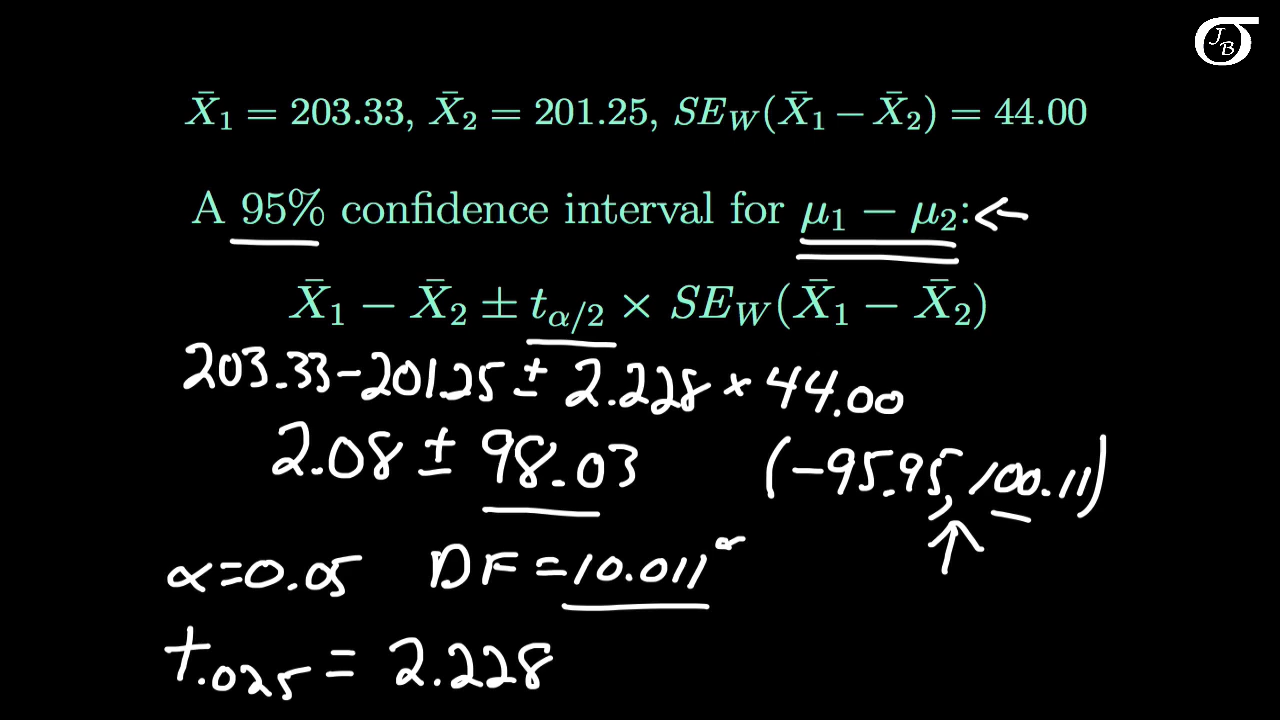 J
B
X̄₁ = 203.33, X̄₂ = 201.25, SE_W(X̄₁ − X̄₂) = 44.00
A 95% confidence interval for μ₁ − μ₂:
X̄₁ − X̄₂ ± t_{α/2} × SE_W(X̄₁ − X̄₂)
203.33−201.25 ± 2.228 × 44.00
2.08 ± 98.03 (−95.95, 100.11)
α=0.05 DF=10.011
t.025 = 2.228